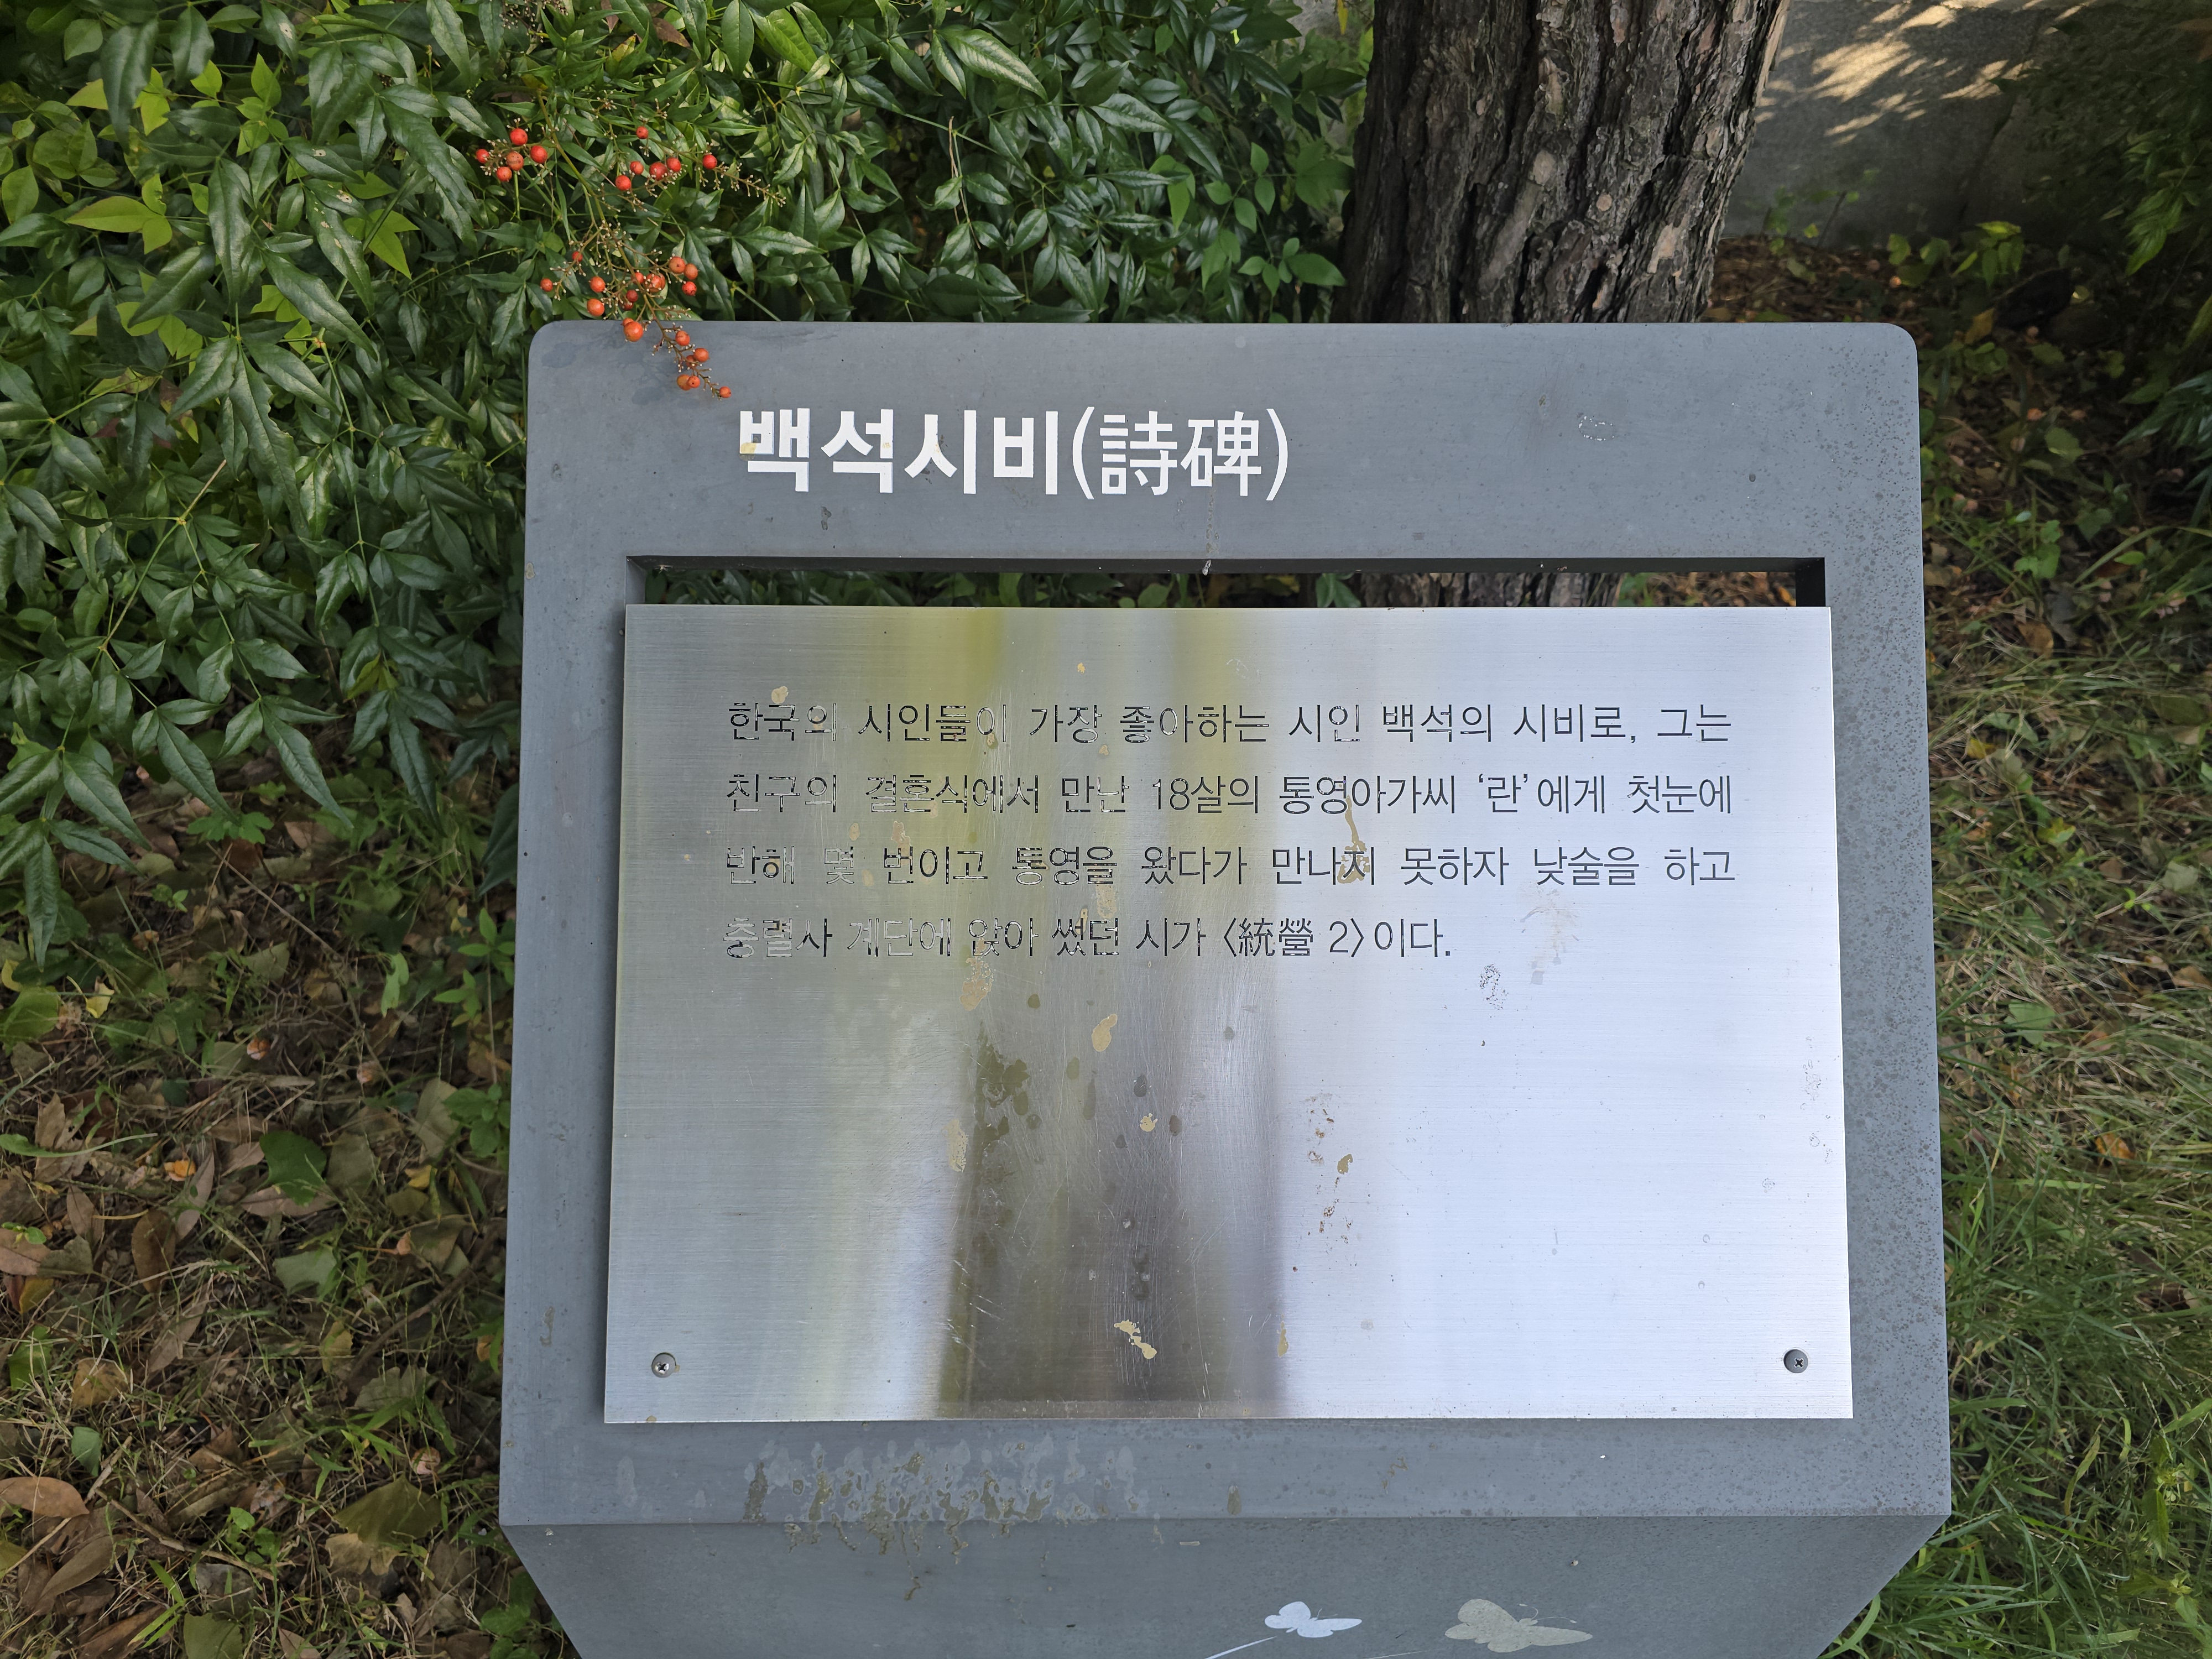 백석시비(詩碑)
한국의 시인들이 가장 좋아하는 시인 백석의 시비로, 그는
친구의 결혼식에서 만난 18살의 통영아가씨 ‘란’에게 첫눈에
반해 몇 번이고 통영을 왔다가 만나지 못하자 낮술을 하고
충렬사 계단에 앉아 썼던 시가 〈統營 2〉이다.